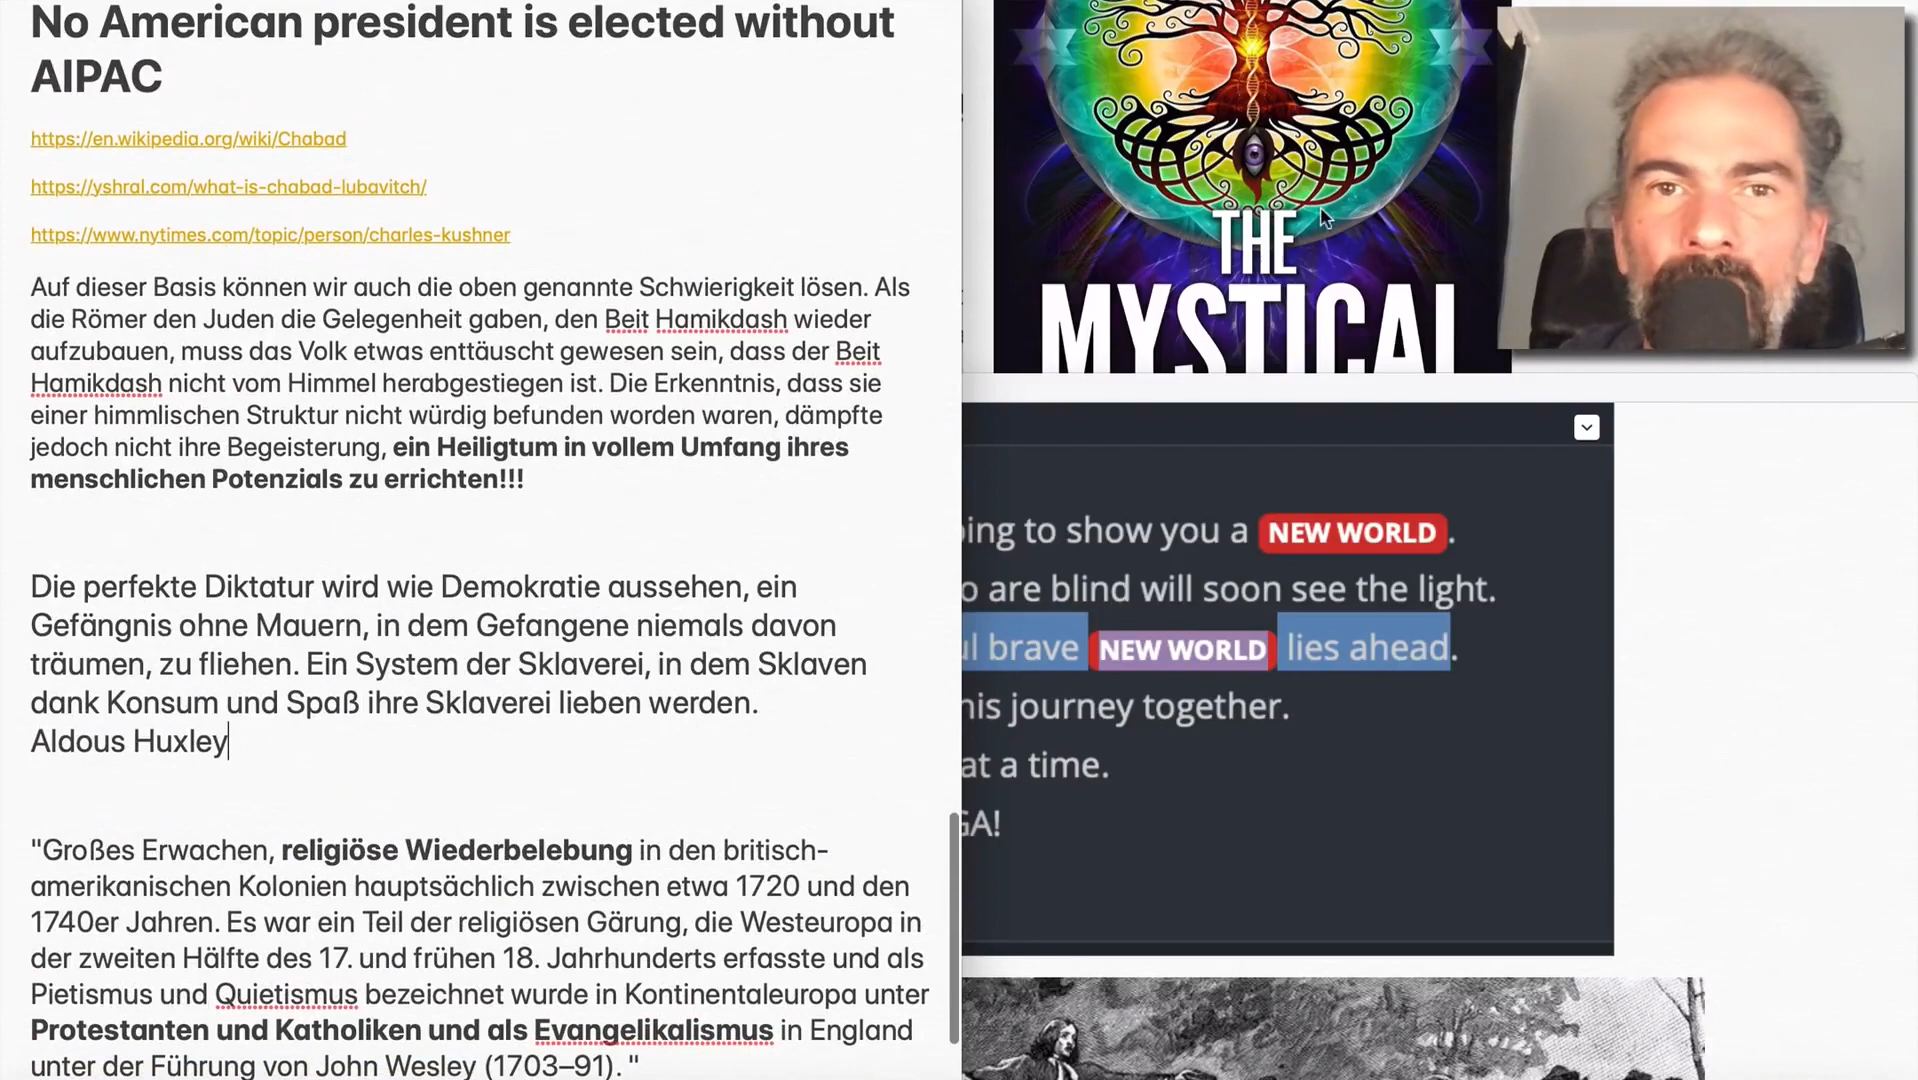 No American president is elected without
AIPAC
https://en.wikipedia.org/wiki/Chabad
https://yshral.com/what-is-chabad-lubavitch/
https://www.nytimes.com/topic/person/charles-kushner
Auf dieser Basis können wir auch die oben genannte Schwierigkeit lösen. Als
die Römer den Juden die Gelegenheit gaben, den Beit Hamikdash wieder
aufzubauen, muss das Volk etwas enttäuscht gewesen sein, dass der Beit
Hamikdash nicht vom Himmel herabgestiegen ist. Die Erkenntnis, dass sie
einer himmlischen Struktur nicht würdig befunden worden waren, dämpfte
jedoch nicht ihre Begeisterung, ein Heiligtum in vollem Umfang ihres
menschlichen Potenzials zu errichten!!!
Die perfekte Diktatur wird wie Demokratie aussehen, ein
Gefängnis ohne Mauern, in dem Gefangene niemals davon
träumen, zu fliehen. Ein System der Sklaverei, in dem Sklaven
dank Konsum und Spaß ihre Sklaverei lieben werden.
Aldous Huxley
"Großes Erwachen, religiöse Wiederbelebung in den britisch-
amerikanischen Kolonien hauptsächlich zwischen etwa 1720 und den
1740er Jahren. Es war ein Teil der religiösen Gärung, die Westeuropa in
der zweiten Hälfte des 17. und frühen 18. Jahrhunderts erfasste und als
Pietismus und Quietismus bezeichnet wurde in Kontinentaleuropa unter
Protestanten und Katholiken und als Evangelikalismus in England
unter der Führung von John Wesley (1703–91). "
THE
MYSTICAL
to show you a NEW WORLD.
are blind will soon see the light.
brave NEW WORLD lies ahead.
journey together.
at a time.